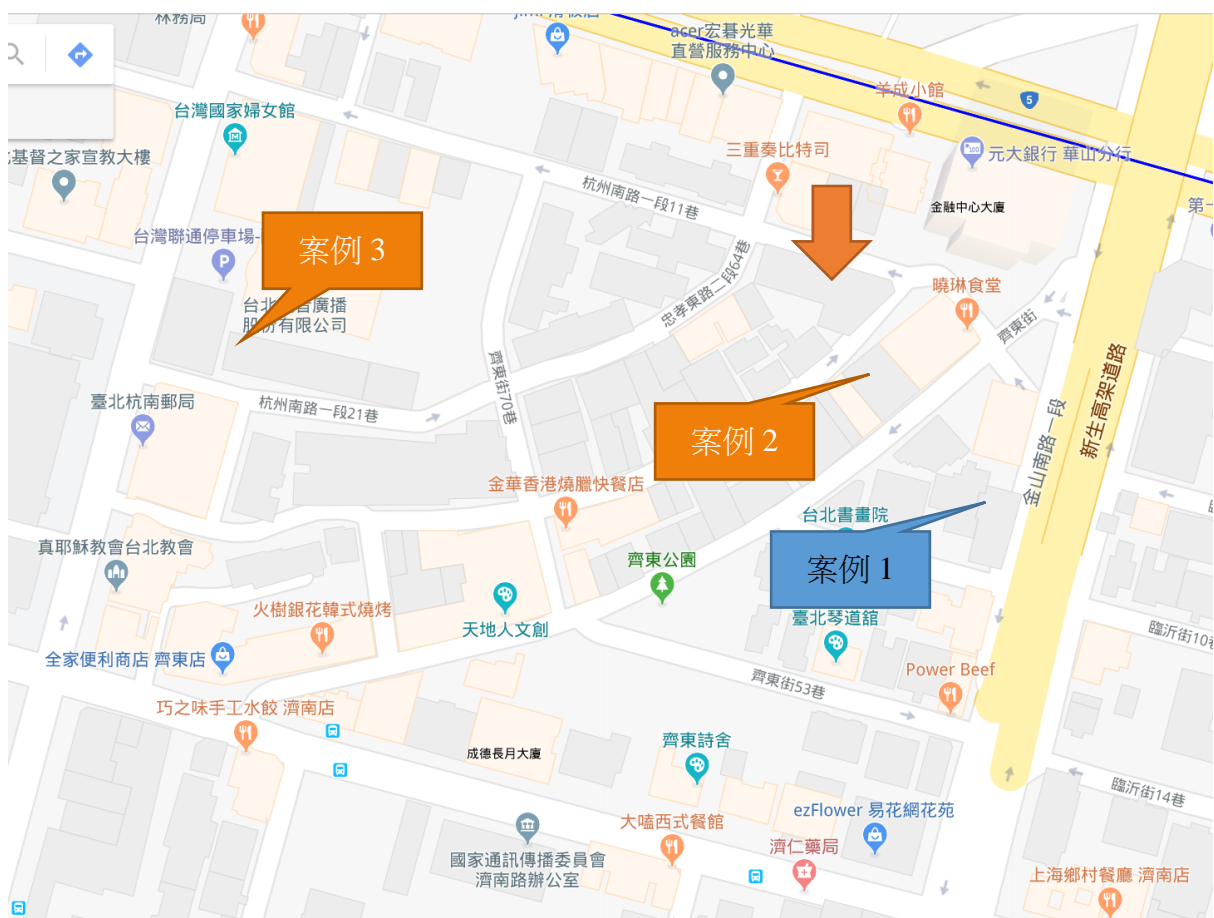 林務局
acer宏碁光華
直營服務中心
羊成小館
5
台灣國家婦女館
基督之家宣教大樓
三重奏比特司
元大銀行 華山分行
杭州南路一段11巷
金融中心大廈
第一
台灣聯通停車場-
案例 3
忠孝東路二段64巷
曉琳食堂
股份有限公司
齊東街
齊東街70巷
新生高架道路
臺北杭南郵局
杭州南路一段21巷
金山南路一段
案例 2
金華香港燒臘快餐店
台北書畫院
真耶穌教會台北教會
齊東公園
案例 1
火樹銀花韓式燒烤
天地人文創
臺北琴道舘
臨沂街10巷
全家便利商店 齊東店
Power Beef
齊東街53巷
巧之味手工水餃 濟南店
成德長月大廈
齊東詩舍
臨沂街14巷
ezFlower 易花網花苑
大嗑西式餐館
國家通訊傳播委員會
濟南路辦公室
濟仁藥局
上海鄉村餐廳 濟南店